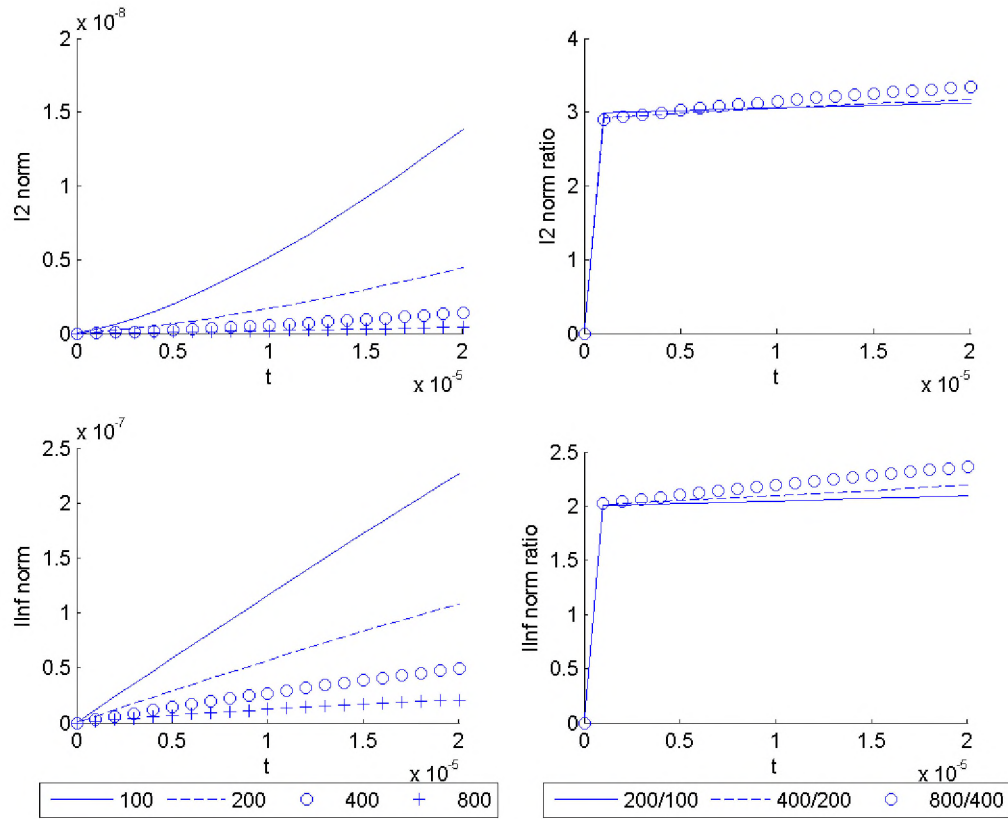 x 10-8
2
1.5
1
0.5
0
l2 norm
0 0.5 1 1.5 2
t
x 10-5
4
3
2
1
0
l2 norm ratio
0 0.5 1 1.5 2
t
x 10-5
x 10-7
2.5
2
1.5
1
0.5
0
lInf norm
0 0.5 1 1.5 2
t
x 10-5
2.5
2
1.5
1
0.5
0
lInf norm ratio
0 0.5 1 1.5 2
t
x 10-5
100 200 400 800
200/100 400/200 800/400